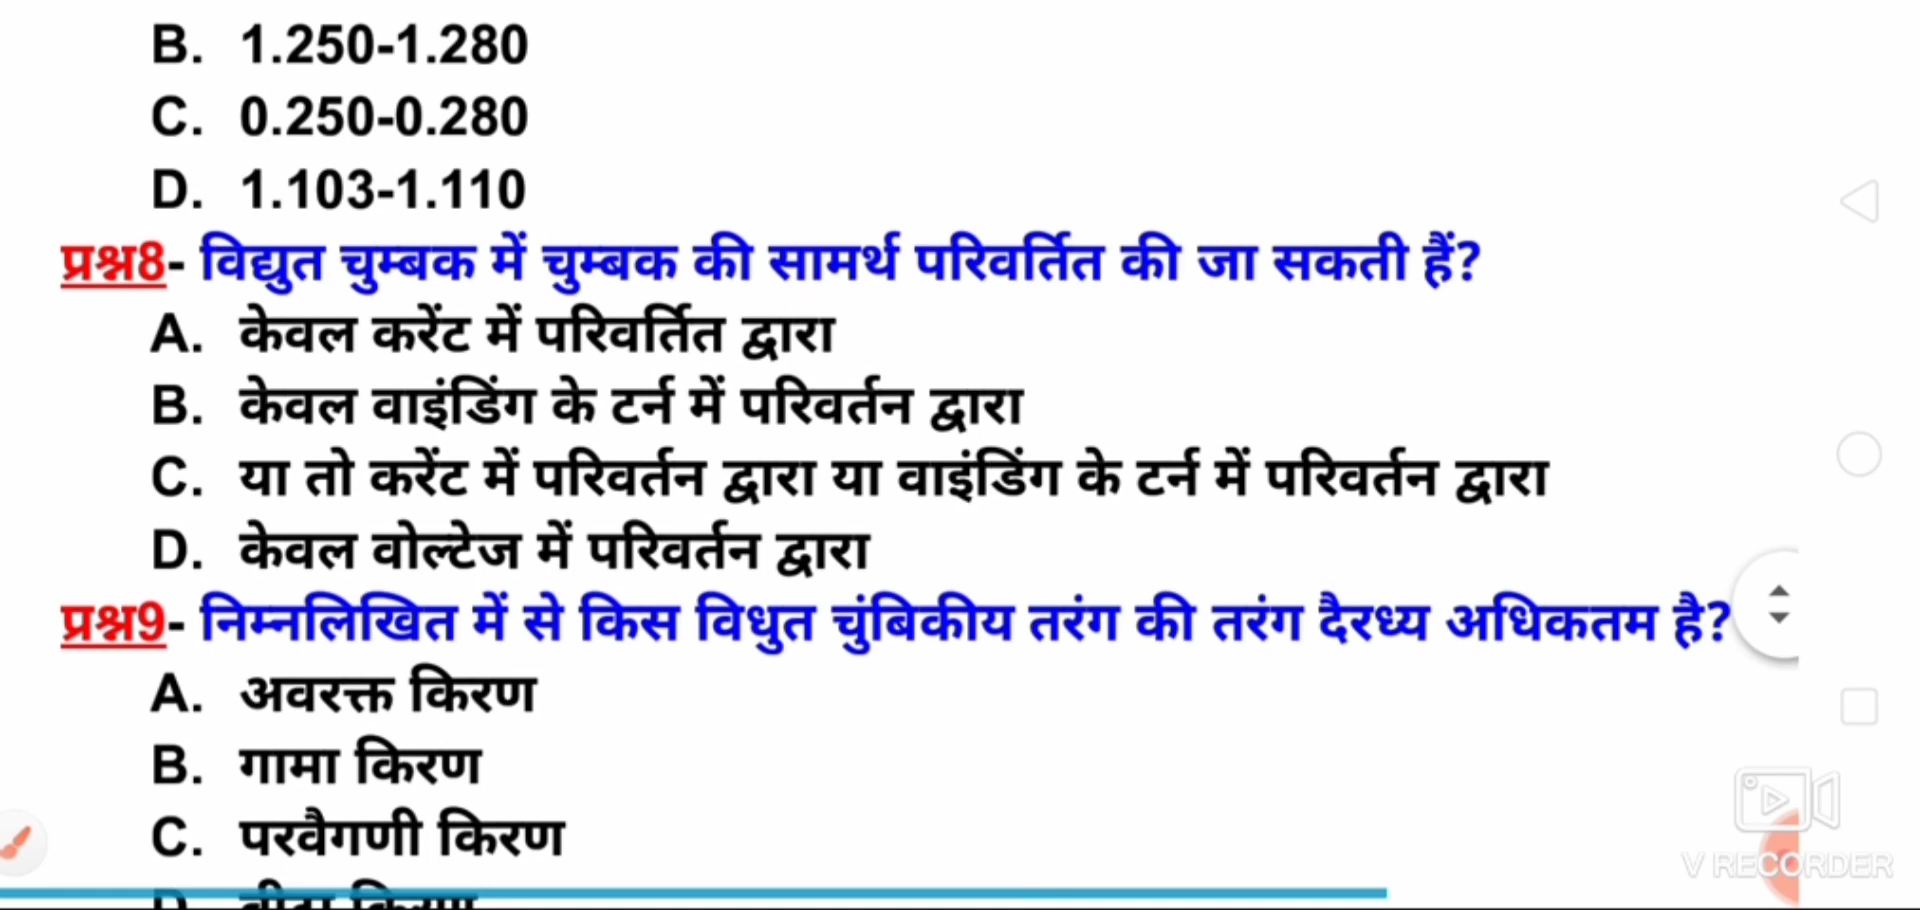 B. 1.250-1.280
C. 0.250-0.280
D. 1.103-1.110
प्रश्न8- विद्युत चुम्बक में चुम्बक की सामर्थ परिवर्तित की जा सकती हैं?
A. केवल करेंट में परिवर्तित द्वारा
B. केवल वाइंडिंग के टर्न में परिवर्तन द्वारा
C. या तो करेंट में परिवर्तन द्वारा या वाइंडिंग के टर्न में परिवर्तन द्वारा
D. केवल वोल्टेज में परिवर्तन द्वारा
प्रश्न9- निम्नलिखित में से किस विधुत चुंबिकीय तरंग की तरंग दैरध्य अधिकतम है?
A. अवरक्त किरण
B. गामा किरण
C. परवैगणी किरण
V RECORDER